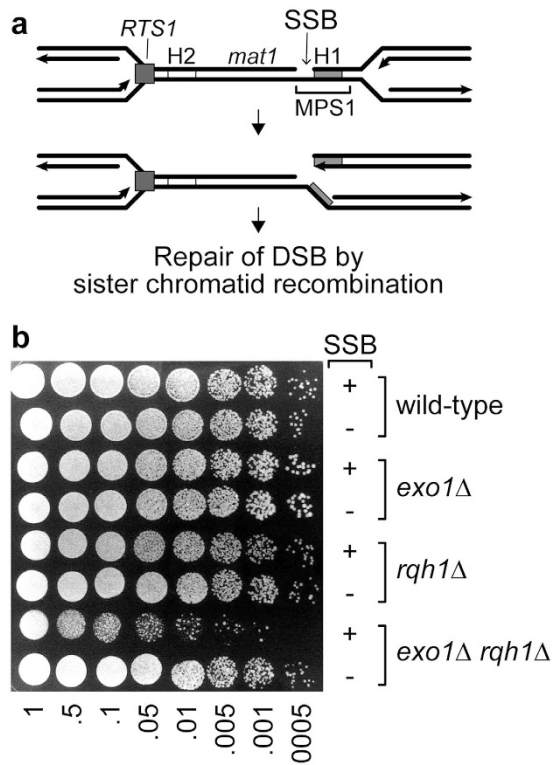 a
RTS1
SSB
H2
mat1
H1
MPS1
Repair of DSB by
sister chromatid recombination
b
SSB
+
wild-type
-
+
exo1Δ
-
+
rqh1Δ
-
+
exo1Δ rqh1Δ
-
1 .5 .1 .05 .01 .005 .001 0005